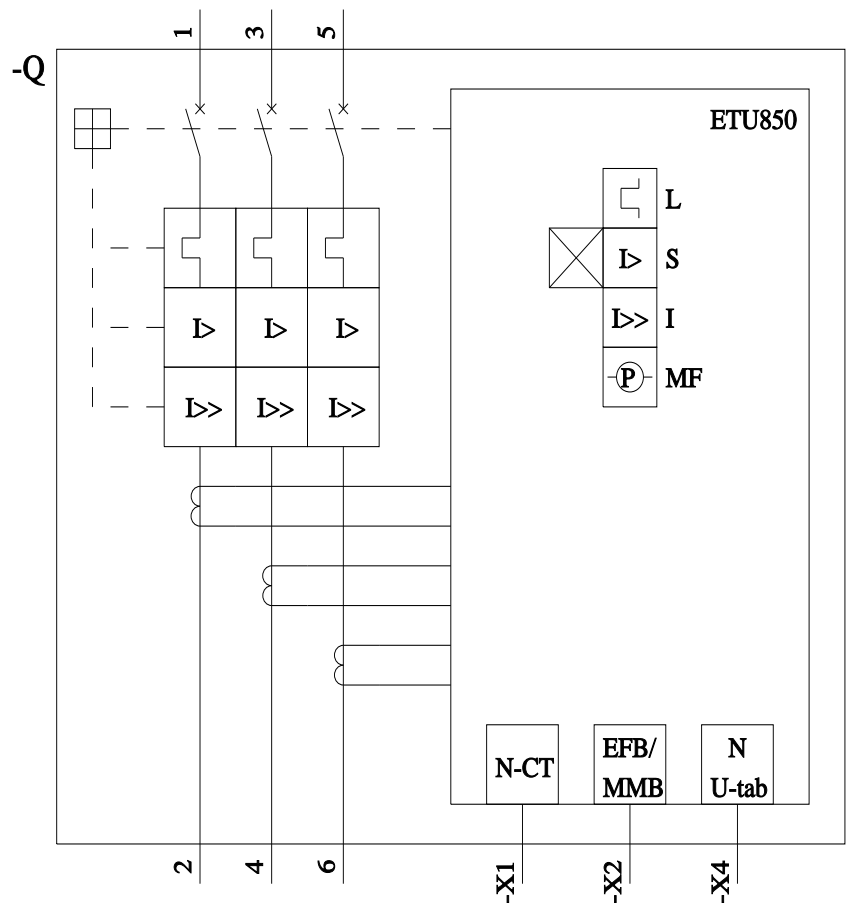 1 3 5
-Q
ETU850
L
I> S
I> I> I> I>> I
P MF
I>> I>> I>>
N-CT
EFB/
MMB
N
U-tab
2 4 6
-X1 -X2 -X4